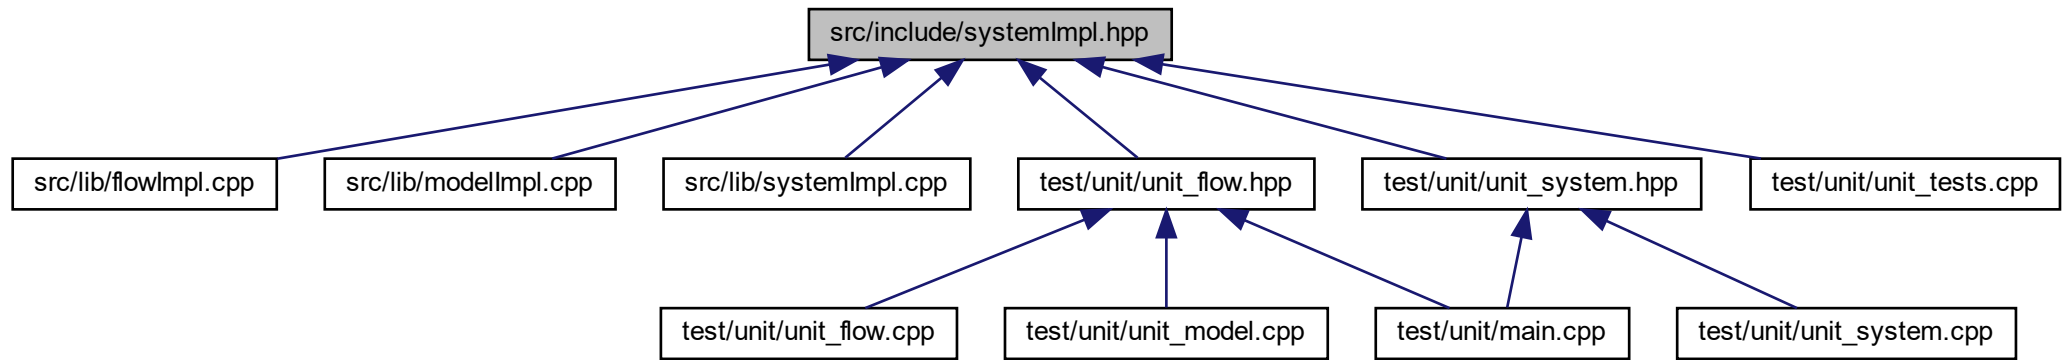 src/include/systemImpl.hpp
src/lib/flowImpl.cpp
src/lib/modelImpl.cpp
src/lib/systemImpl.cpp
test/unit/unit_flow.hpp
test/unit/unit_system.hpp
test/unit/unit_tests.cpp
test/unit/unit_flow.cpp
test/unit/unit_model.cpp
test/unit/main.cpp
test/unit/unit_system.cpp